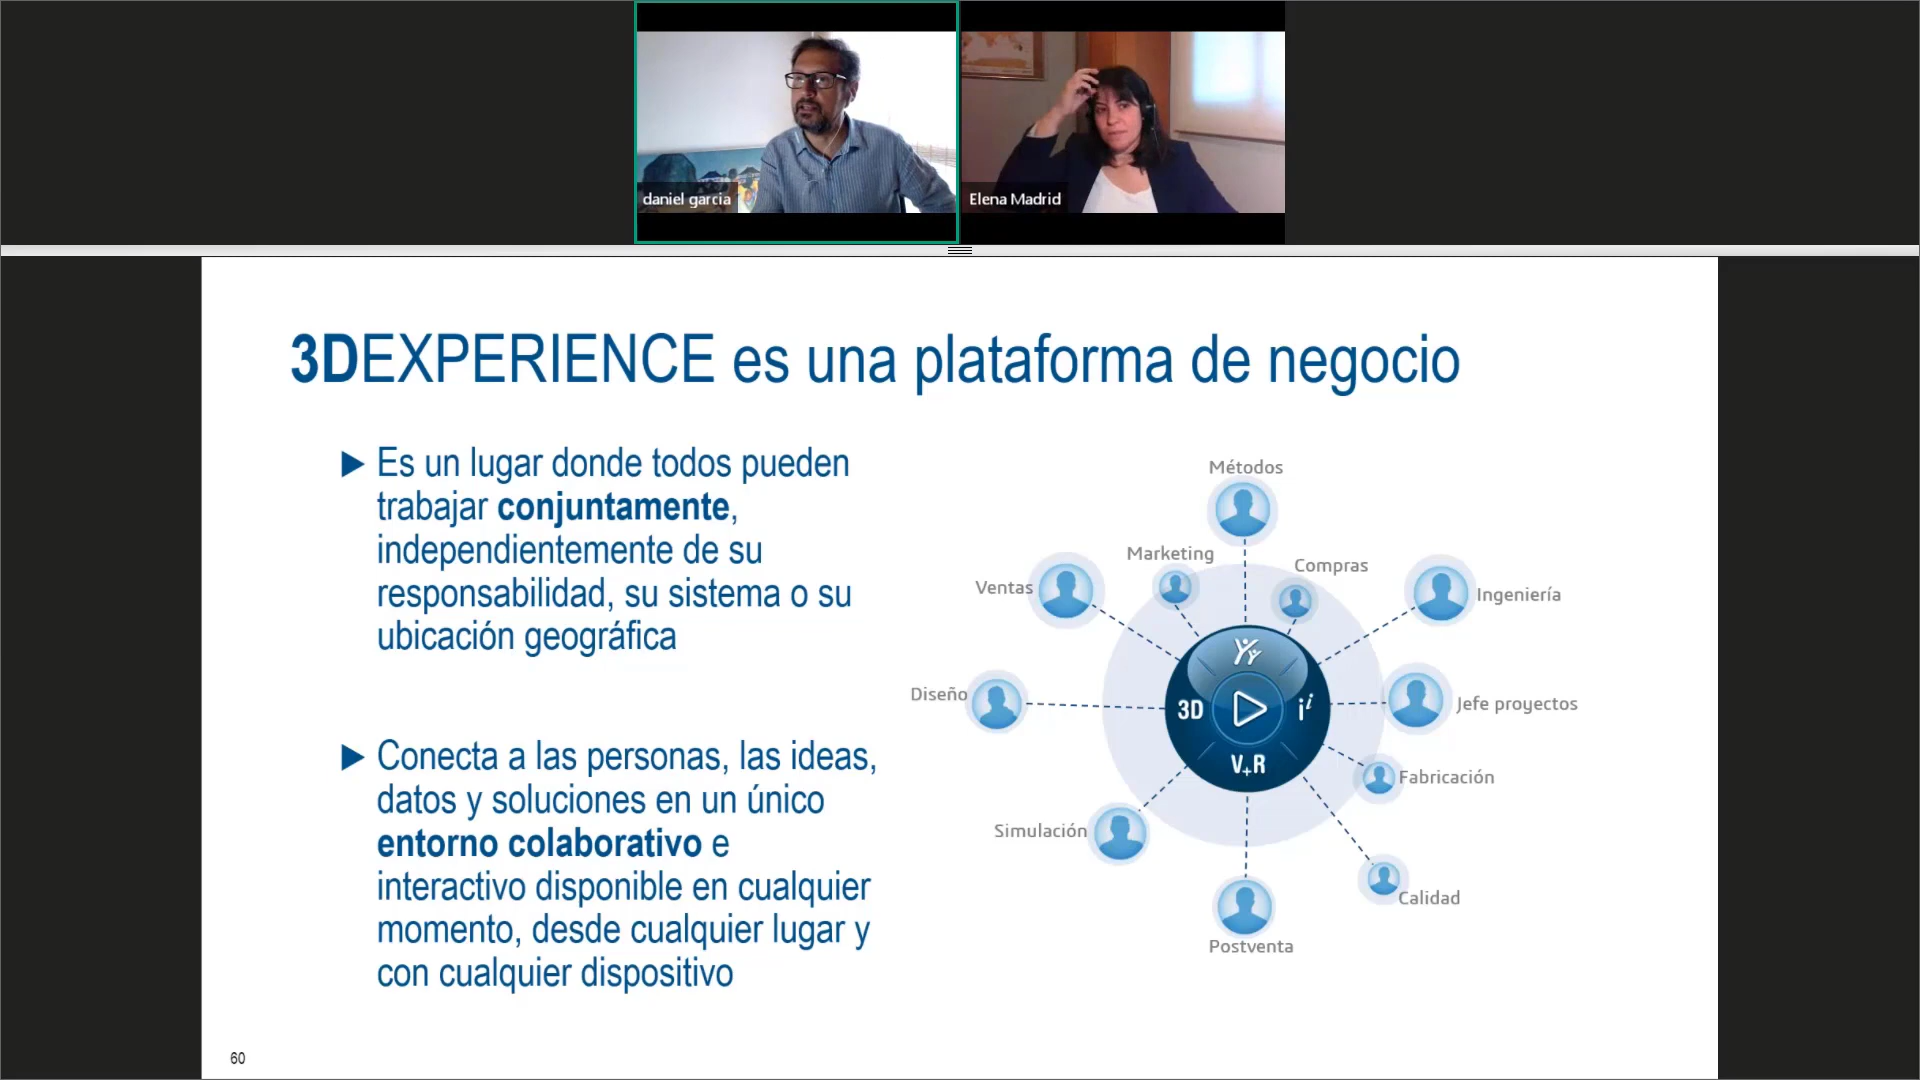 daniel garcia
Elena Madrid
3DEXPERIENCE es una plataforma de negocio
Es un lugar donde todos pueden
trabajar conjuntamente,
independientemente de su
responsabilidad, su sistema o su
ubicación geográfica
Conecta a las personas, las ideas,
datos y soluciones en un único
entorno colaborativo e
interactivo disponible en cualquier
momento, desde cualquier lugar y
con cualquier dispositivo
Métodos
Marketing
Compras
Ventas
Ingeniería
Diseño
3D
i i
Jefe proyectos
V+R
Fabricación
Simulación
Calidad
Postventa
60